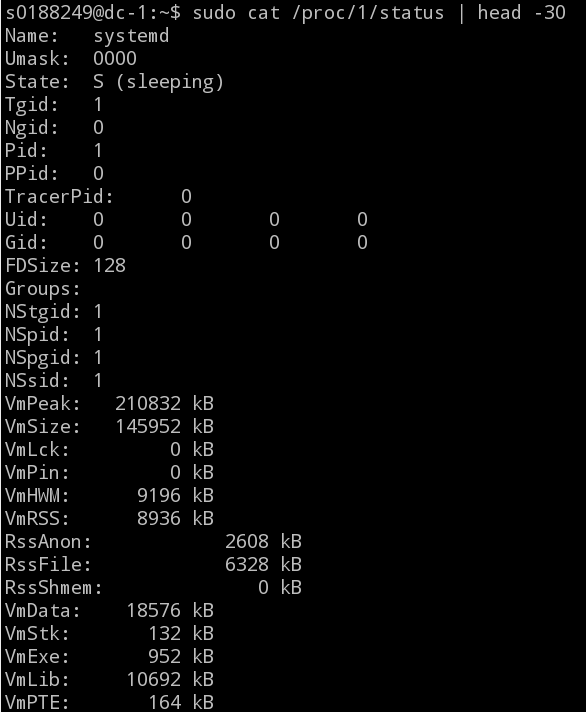 s0188249@dc-1:~$ sudo cat /proc/1/status | head -30
Name:   systemd
Umask:  0000
State:  S (sleeping)
Tgid:   1
Ngid:   0
Pid:    1
PPid:   0
TracerPid:      0
Uid:    0       0       0       0
Gid:    0       0       0       0
FDSize: 128
Groups:
NStgid: 1
NSpid:  1
NSpgid: 1
NSsid:  1
VmPeak:   210832 kB
VmSize:   145952 kB
VmLck:         0 kB
VmPin:         0 kB
VmHWM:      9196 kB
VmRSS:      8936 kB
RssAnon:            2608 kB
RssFile:            6328 kB
RssShmem:              0 kB
VmData:    18576 kB
VmStk:       132 kB
VmExe:       952 kB
VmLib:     10692 kB
VmPTE:       164 kB